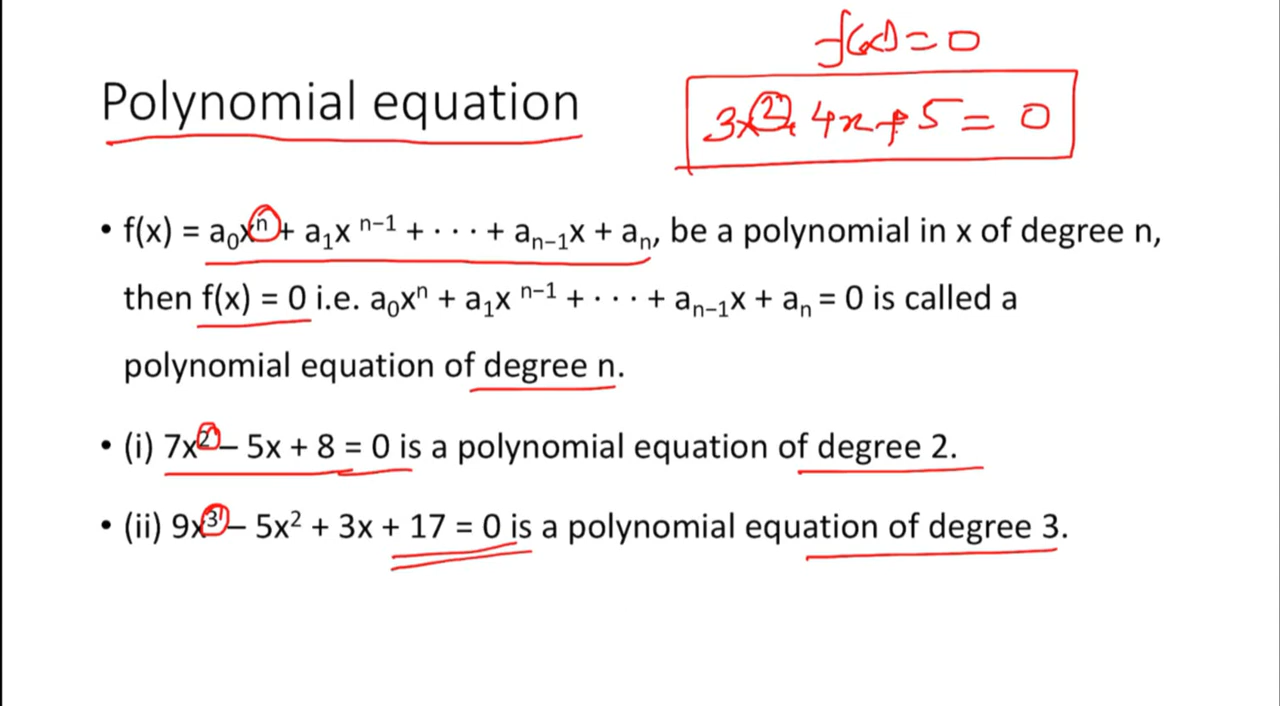 f(x) = 0
Polynomial equation
3x² 4x + 5 = 0
• f(x) = a₀xⁿ + a₁x ⁿ⁻¹ + · · · + aₙ₋₁x + aₙ, be a polynomial in x of degree n,
then f(x) = 0 i.e. a₀xⁿ + a₁x ⁿ⁻¹ + · · · + aₙ₋₁x + aₙ = 0 is called a
polynomial equation of degree n.
• (i) 7x² – 5x + 8 = 0 is a polynomial equation of degree 2.
• (ii) 9x³ – 5x² + 3x + 17 = 0 is a polynomial equation of degree 3.